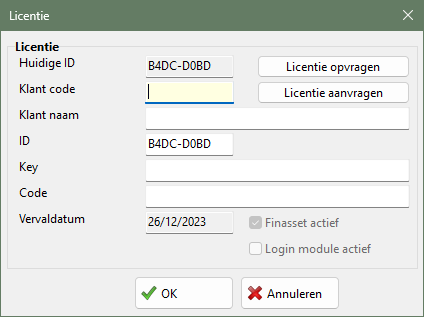 Licentie
Licentie
Huidige ID B4DC-D0BD Licentie opvragen
Klant code Licentie aanvragen
Klant naam
ID B4DC-D0BD
Key
Code
Vervaldatum 26/12/2023 Finasset actief
Login module actief
OK Annuleren